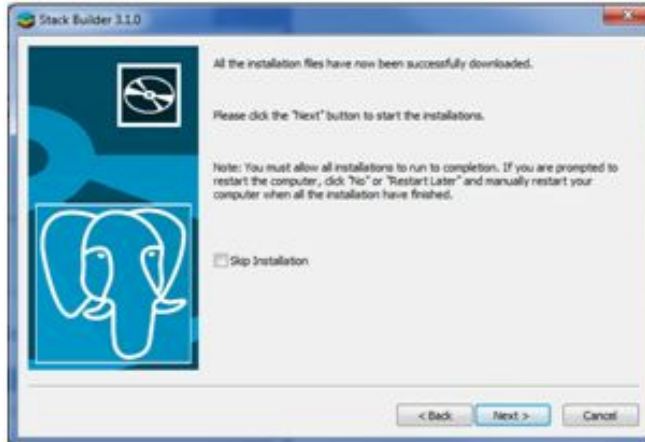 Stack Builder 3.1.0
All the installation files have now been successfully downloaded.
Please click the "Next" button to start the installations.
Note: You must allow all installations to run to completion. If you are prompted to
restart the computer, click "No" or "Restart Later" and manually restart your
computer when all the installation have finished.
Skip Installation
< Back
Next >
Cancel